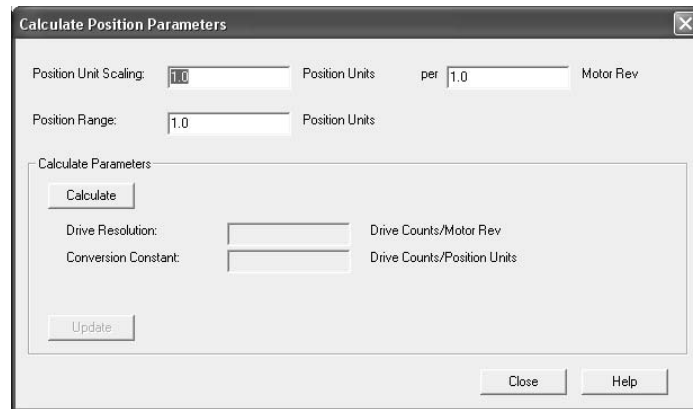 Calculate Position Parameters
Position Unit Scaling: 1.0 Position Units per 1.0 Motor Rev
Position Range: 1.0 Position Units
Calculate Parameters
Calculate
Drive Resolution: Drive Counts/Motor Rev
Conversion Constant: Drive Counts/Position Units
Update
Close Help